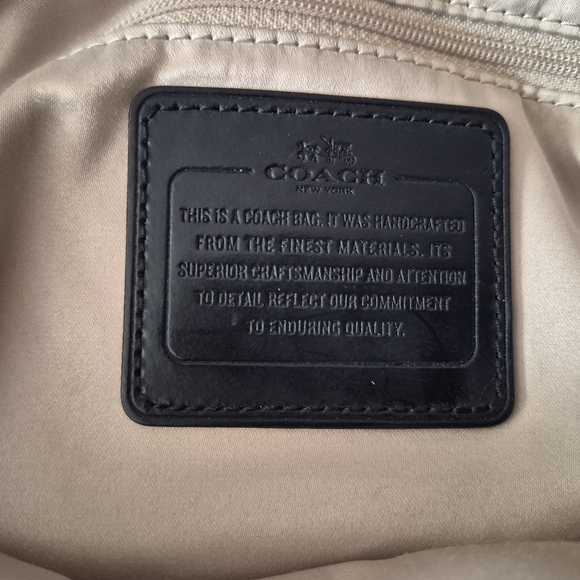 COACH
NEW YORK
THIS IS A COACH BAG. IT WAS HANDCRAFTED
FROM THE FINEST MATERIALS. ITS
SUPERIOR CRAFTSMANSHIP AND ATTENTION
TO DETAIL REFLECT OUR COMMITMENT
TO ENDURING QUALITY.